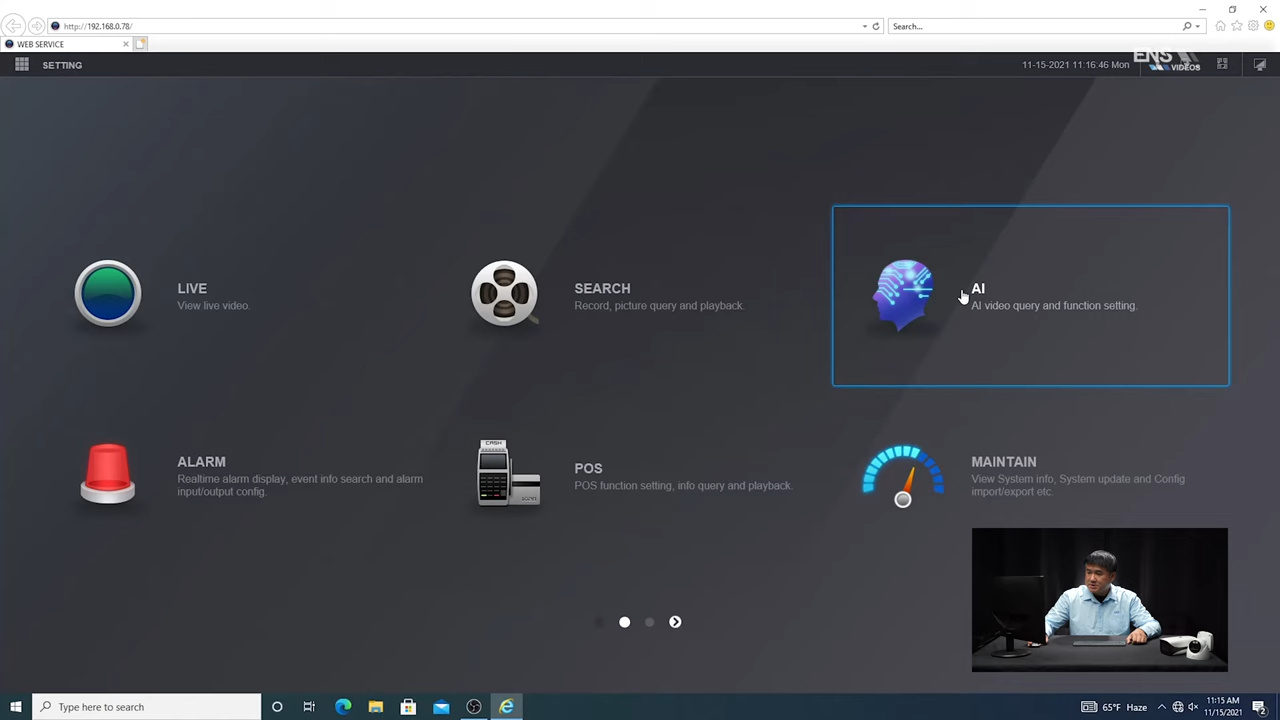 http://192.168.0.78/
Search...
WEB SERVICE
SETTING
11-15-2021 11:16:46 Mon
ENS
VIDEOS
LIVE
View live video.
SEARCH
Record, picture query and playback.
AI
AI video query and function setting.
ALARM
Realtime alarm display, event info search and alarm
input/output config.
CASH
POS
POS function setting, info query and playback.
MAINTAIN
View System info, System update and Config
import/export etc.
Type here to search
65°F Haze
11:15 AM
11/15/2021
2